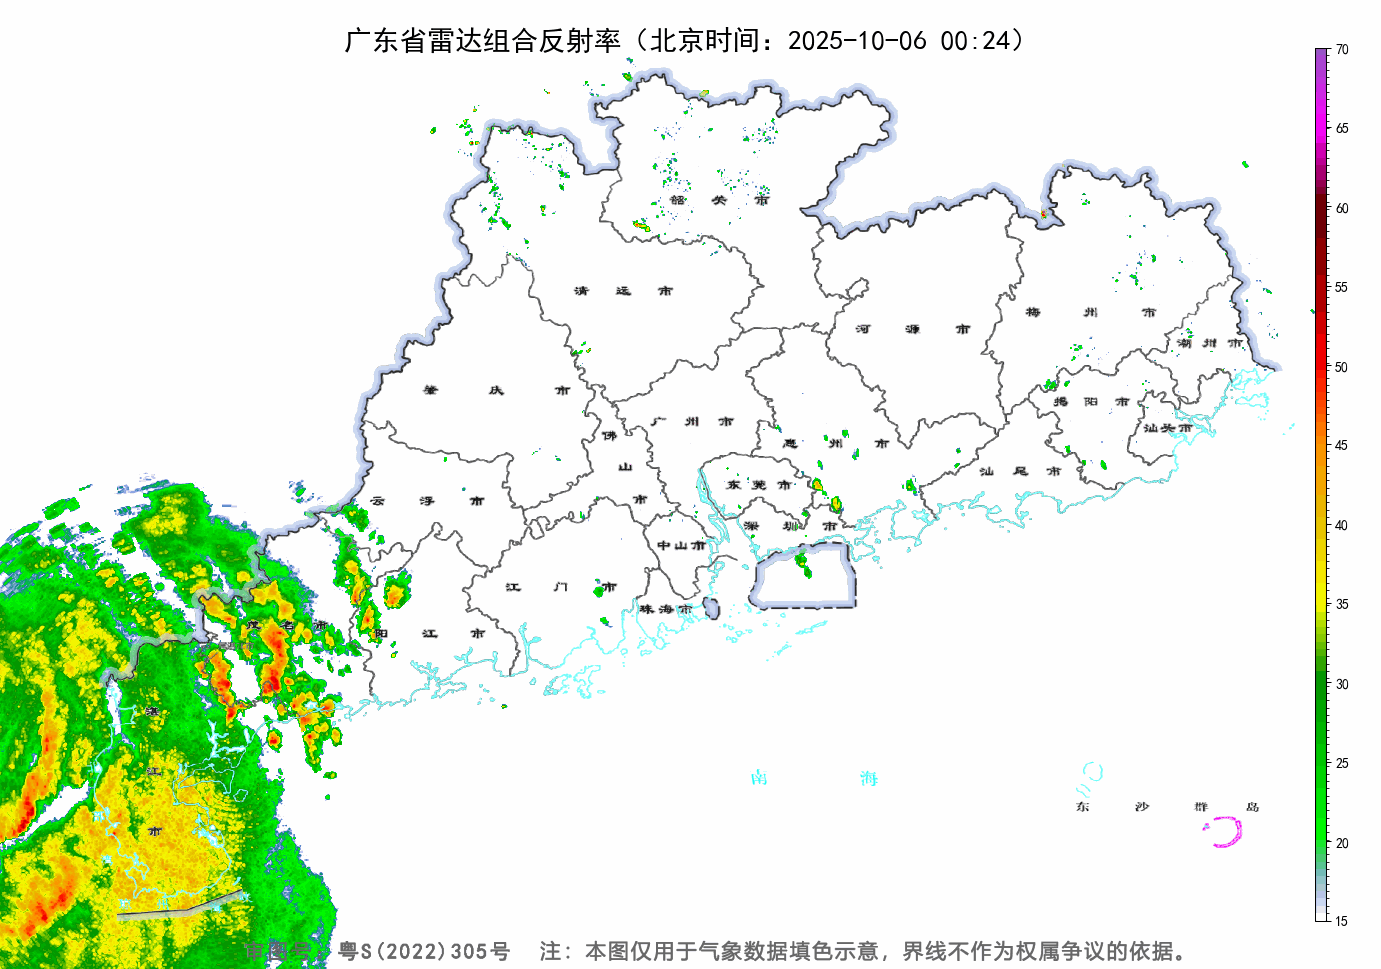 广东省雷达组合反射率（北京时间：2025-10-06 00:24）
70
65
60
55
50
45
40
35
30
25
20
15
韶关市
清远市
河源市
梅州市
潮州市
肇庆市
广州市
揭阳市
汕头市
佛山市
惠州市
汕尾市
东莞市
云浮市
深圳市
中山市
江门市
珠海市
茂名市
阳江市
湛江市
南海
东沙群岛
审图号：粤S(2022)305号 注：本图仅用于气象数据填色示意，界线不作为权属争议的依据。